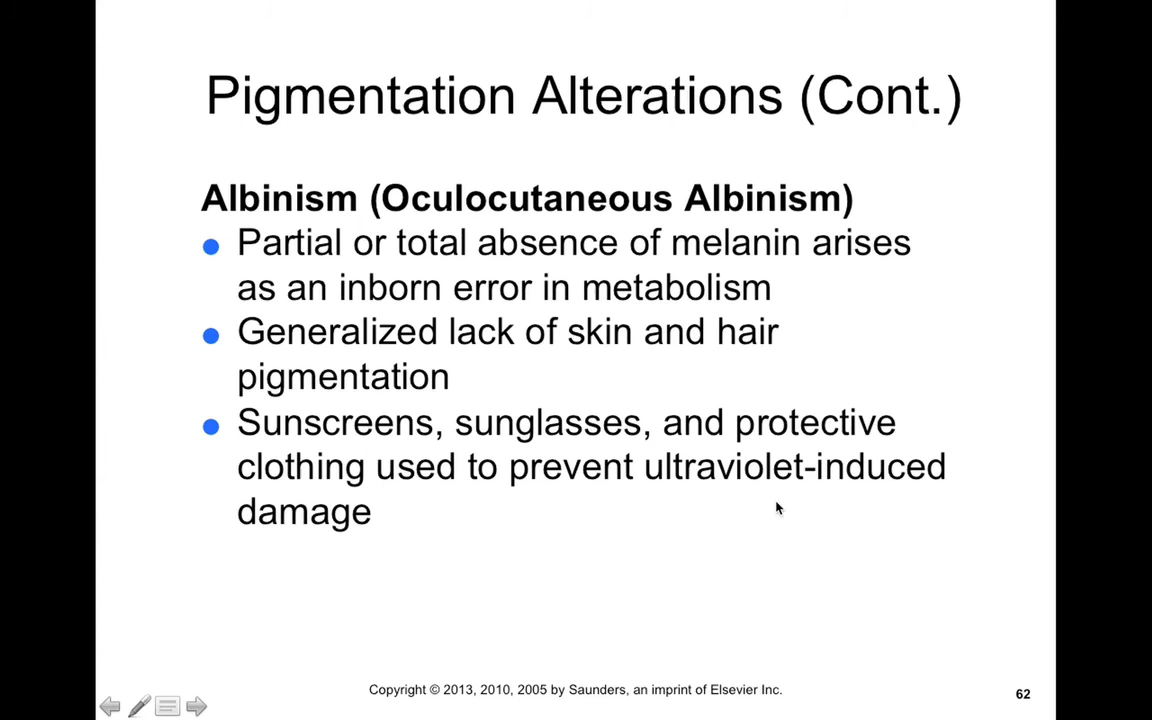 Pigmentation Alterations (Cont.)
Albinism (Oculocutaneous Albinism)
● Partial or total absence of melanin arises
as an inborn error in metabolism
● Generalized lack of skin and hair
pigmentation
● Sunscreens, sunglasses, and protective
clothing used to prevent ultraviolet-induced
damage
Copyright © 2013, 2010, 2005 by Saunders, an imprint of Elsevier Inc.
62